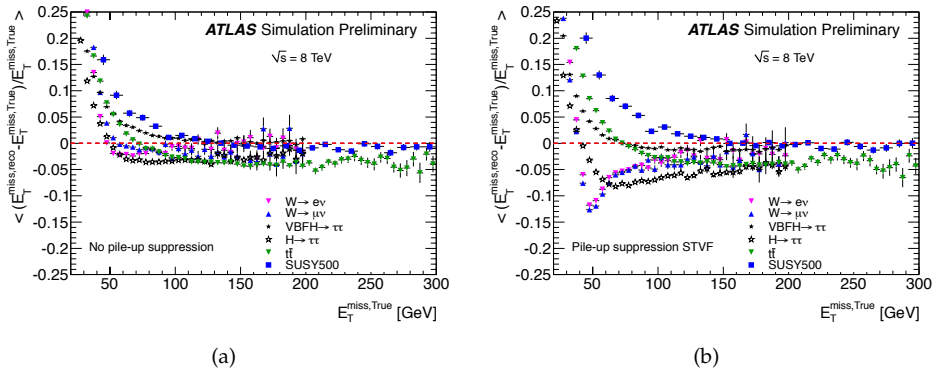 < (E_T^miss,reco -E_T^miss,True )/E_T^miss,True >
0.25
0.2
0.15
0.1
0.05
0
-0.05
-0.1
-0.15
-0.2
-0.25
ATLAS Simulation Preliminary
√s = 8 TeV
W→ eν
W→ μν
VBFH→ ττ
H→ ττ
tt̄
SUSY500
No pile-up suppression
50 100 150 200 250 300
E_T^miss,True [GeV]
(a)
< (E_T^miss,reco -E_T^miss,True )/E_T^miss,True >
0.25
0.2
0.15
0.1
0.05
0
-0.05
-0.1
-0.15
-0.2
-0.25
ATLAS Simulation Preliminary
√s = 8 TeV
W→ eν
W→ μν
VBFH→ ττ
H→ ττ
tt̄
SUSY500
Pile-up suppression STVF
50 100 150 200 250 300
E_T^miss,True [GeV]
(b)